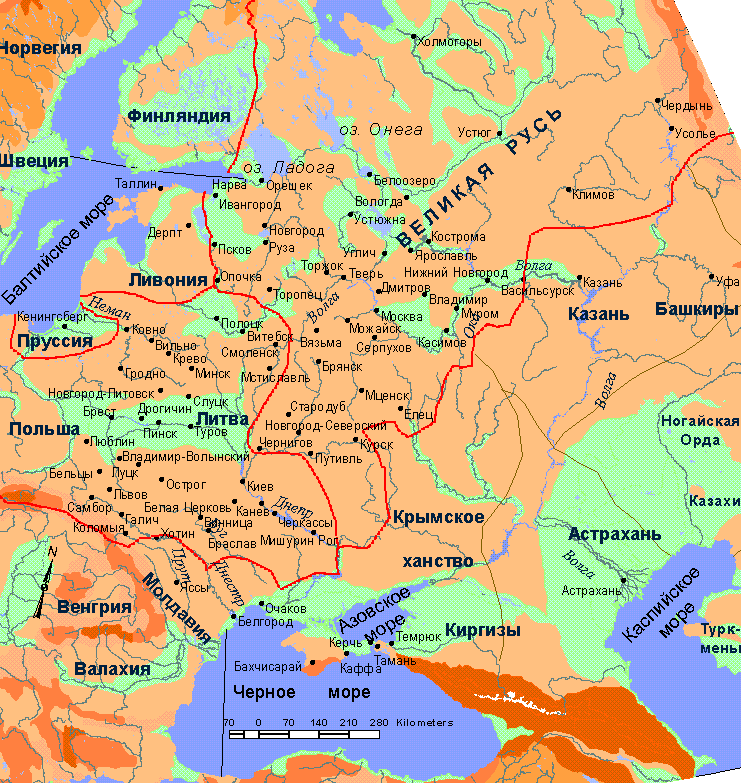 Холмогоры
Норвегия
Чердынь
Финляндия
Усолье
оз. Онега
Устюг
ВЕЛИКАЯ РУСЬ
Швеция
оз. Ладога
Таллин
Нарва
Орешек
Белоозеро
Климов
Ивангород
Вологда
Устюжна
Балтийское море
Дерпт
Новгород
Кострома
Псков
Руза
Углич
Ярославль
Ливония
Опочка
Торжок
Тверь
Нижний Новгород
Волга
Казань
Уфа
Торопец
Волга
Дмитров
Васильсурск
Неман
Владимир
Кенингсберг
Москва
Муром
Казань
Башкиры
Полоцк
Ковно
Витебск
Можайск
Ока
Пруссия
Вильно
Вязьма
Серпухов
Касимов
Смоленск
Крево
Гродно
Минск
Мстиславль
Брянск
Новгород-Литовск
Слуцк
Мценск
Волга
Брест
Дрогичин
Литва
Стародуб
Елец
Польша
Пинск
Туров
Новгород-Северский
Ногайская
Орда
Люблин
Чернигов
Курск
Владимир-Волынский
Путивль
Бельцы
Луцк
Львов
Острог
Киев
Казахи
Самбор
Белая Церковь
Канев
Днепр
Галич
Крымское
Коломыя
Винница
Черкассы
Хотин
Браслав
Мишурин Рог
Астрахань
N
Прут
ханство
Волга
Яссы
Днестр
Астрахань
Молдавия
Венгрия
Очаков
Азовское
море
Каспийское
море
Белгород
Киргизы
Турк-
мены
Керчь
Темрюк
Валахия
Бахчисарай
Каффа
Тамань
Черное море
70 0 70 140 210 280 Kilometers